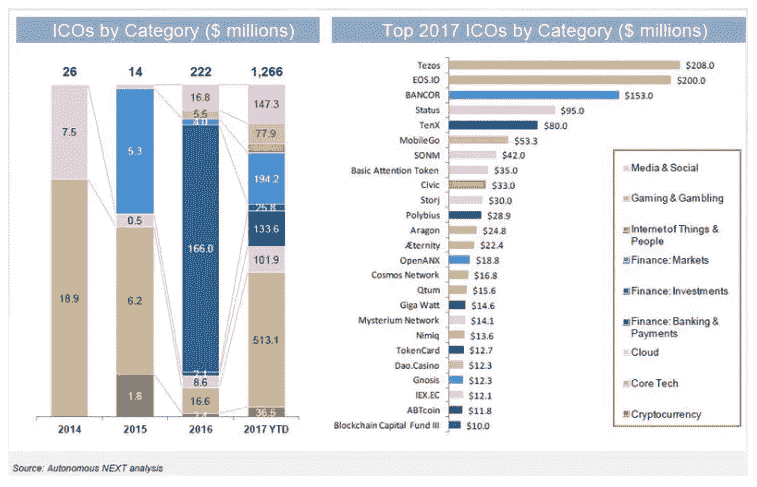 ICOs by Category ($ millions)
26
14
222
1,266
7.5
18.9
5.3
0.5
6.2
1.8
16.8
5.5
4.0
166.0
8.6
16.6
147.3
77.9
194.2
25.8
133.6
101.9
513.1
36.5
2014
2015
2016
2017 YTD
Top 2017 ICOs by Category ($ millions)
Tezos $208.0
EOS.IO $200.0
BANCOR $153.0
Status $95.0
TenX $80.0
MobileGo $53.3
SONM $42.0
Basic Attention Token $35.0
Civic $33.0
Storj $30.0
Polybius $28.9
Aragon $24.8
Æternity $22.4
OpenANX $18.8
Cosmos Network $16.8
Qtum $15.6
Giga Watt $14.6
Mysterium Network $14.1
Nimiq $13.6
TokenCard $12.7
Dao.Casino $12.3
Gnosis $12.3
IEX.EC $12.1
ABTcoin $11.8
Blockchain Capital Fund III $10.0
Media & Social
Gaming & Gambling
Internet of Things &
People
Finance: Markets
Finance: Investments
Finance: Banking &
Payments
Cloud
Core Tech
Cryptocurrency
Source: Autonomous NEXT analysis